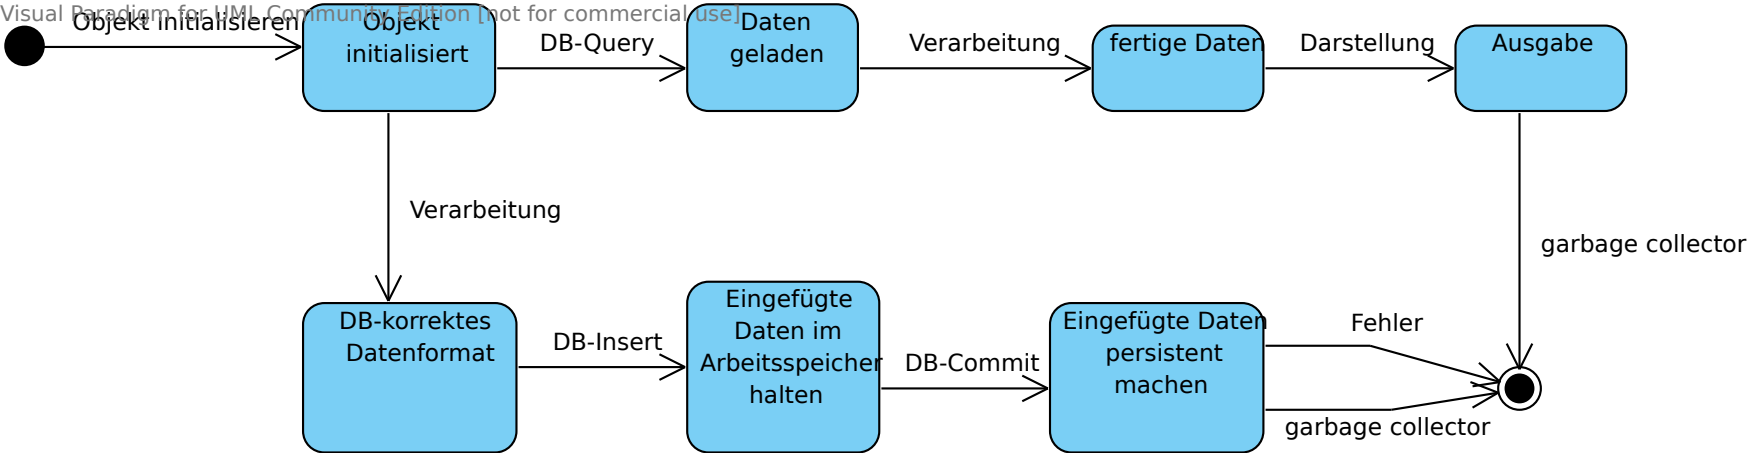 Visual Paradigm for UML Community Edition [not for commercial use]
Objekt initialisieren
Objekt
initialisiert
DB-Query
Daten
geladen
Verarbeitung
fertige Daten
Darstellung
Ausgabe
Verarbeitung
garbage collector
DB-korrektes
Datenformat
DB-Insert
Eingefügte
Daten im
Arbeitsspeicher
halten
DB-Commit
Eingefügte Daten
persistent
machen
Fehler
garbage collector